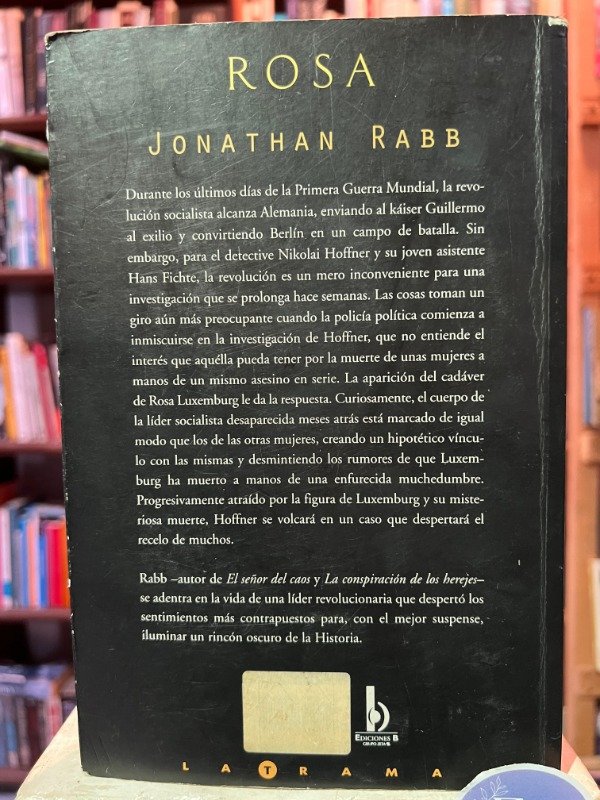 ROSA
JONATHAN RABB
Durante los últimos días de la Primera Guerra Mundial, la revo-
lución socialista alcanza Alemania, enviando al káiser Guillermo
al exilio y convirtiendo Berlín en un campo de batalla. Sin
embargo, para el detective Nikolai Hoffner y su joven asistente
Hans Fichte, la revolución es un mero inconveniente para una
investigación que se prolonga hace semanas. Las cosas toman un
giro aún más preocupante cuando la policía política comienza a
inmiscuirse en la investigación de Hoffner, que no entiende el
interés que aquélla pueda tener por la muerte de unas mujeres a
manos de un mismo asesino en serie. La aparición del cadáver
de Rosa Luxemburg le da la respuesta. Curiosamente, el cuerpo de
la líder socialista desaparecida meses atrás está marcado de igual
modo que los de las otras mujeres, creando un hipotético víncu-
lo con las mismas y desmintiendo los rumores de que Luxem-
burg ha muerto a manos de una enfurecida muchedumbre.
Progresivamente atraído por la figura de Luxemburg y su miste-
riosa muerte, Hoffner se volcará en un caso que despertará el
recelo de muchos.
Rabb –autor de El señor del caos y La conspiración de los herejes–
se adentra en la vida de una líder revolucionaria que despertó los
sentimientos más contrapuestos para, con el mejor suspense,
iluminar un rincón oscuro de la Historia.
EDICIONES B
GRUPO ZETA
LA TRAMA